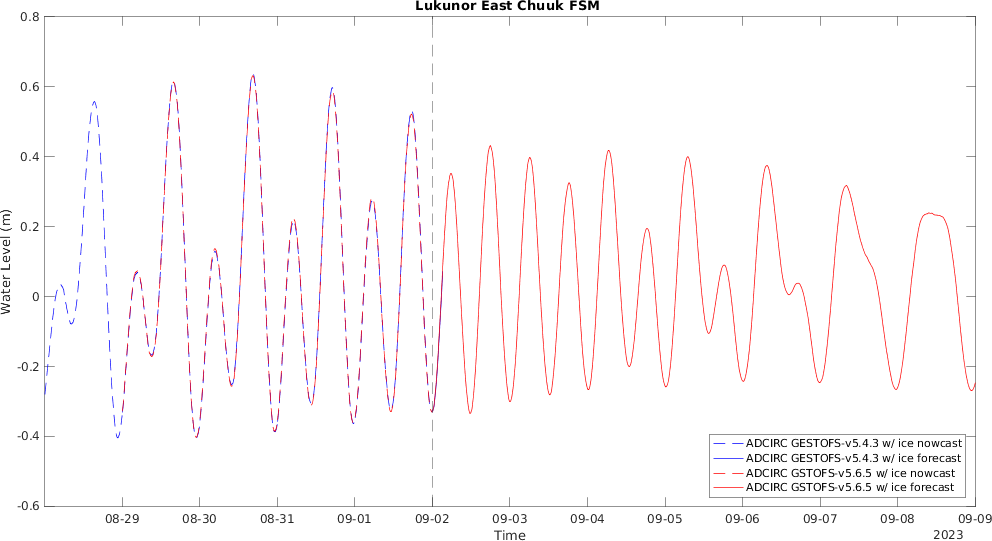 Lukunor East Chuuk FSM
0.8
0.6
0.4
0.2
0
-0.2
-0.4
-0.6
Water Level (m)
08-29 08-30 08-31 09-01 09-02 09-03 09-04 09-05 09-06 09-07 09-08 09-09
Time
2023
ADCIRC GESTOFS-v5.4.3 w/ ice nowcast
ADCIRC GESTOFS-v5.4.3 w/ ice forecast
ADCIRC GSTOFS-v5.6.5 w/ ice nowcast
ADCIRC GSTOFS-v5.6.5 w/ ice forecast